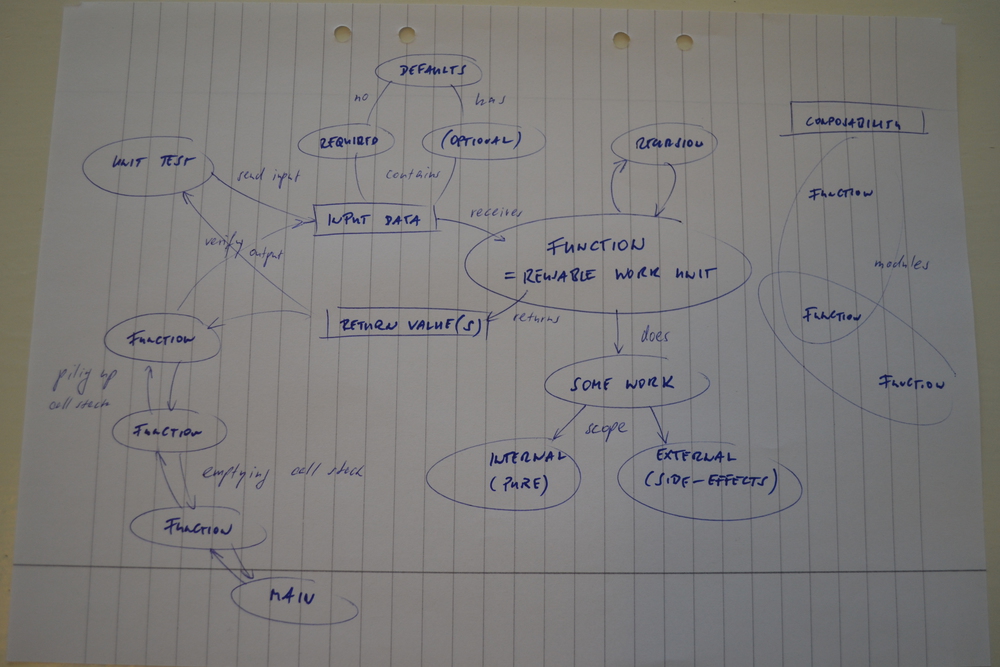 DEFAULTS
no
has
COMPOSABILITY
REQUIRED
(OPTIONAL)
RECURSION
UNIT TEST
send input
contains
FUNCTION
INPUT DATA
receives
FUNCTION
= REUSABLE WORK UNIT
verify output
modules
RETURN VALUE(S)
returns
FUNCTION
FUNCTION
does
piling up
call stack
SOME WORK
FUNCTION
FUNCTION
scope
INTERNAL
(PURE)
EXTERNAL
(SIDE-EFFECTS)
emptying call stack
FUNCTION
MAIN